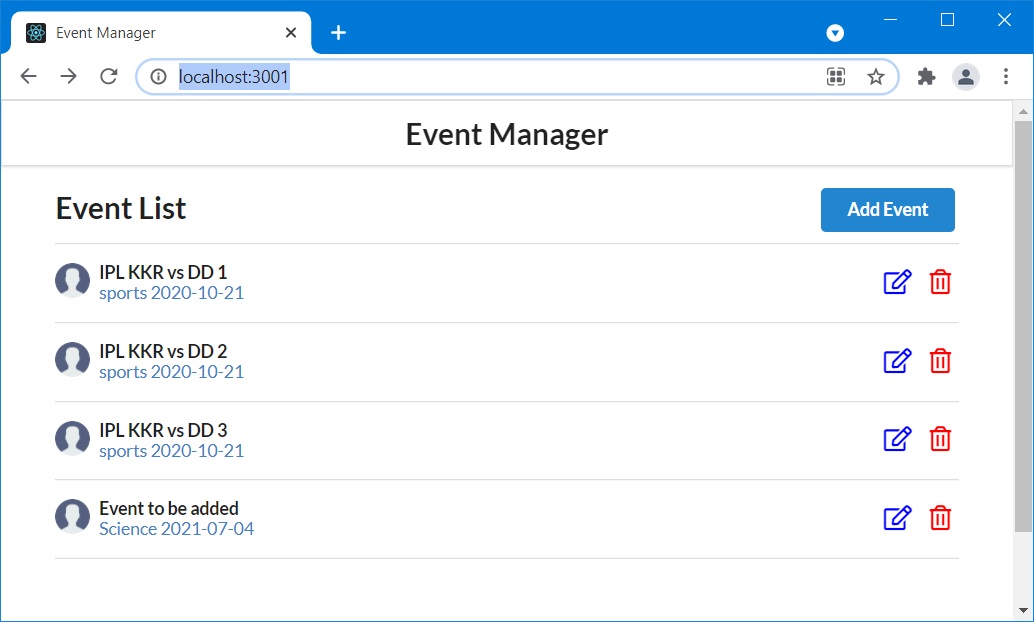 Event Manager
localhost:3001
Event Manager
Event List
Add Event
IPL KKR vs DD 1
sports 2020-10-21
IPL KKR vs DD 2
sports 2020-10-21
IPL KKR vs DD 3
sports 2020-10-21
Event to be added
Science 2021-07-04